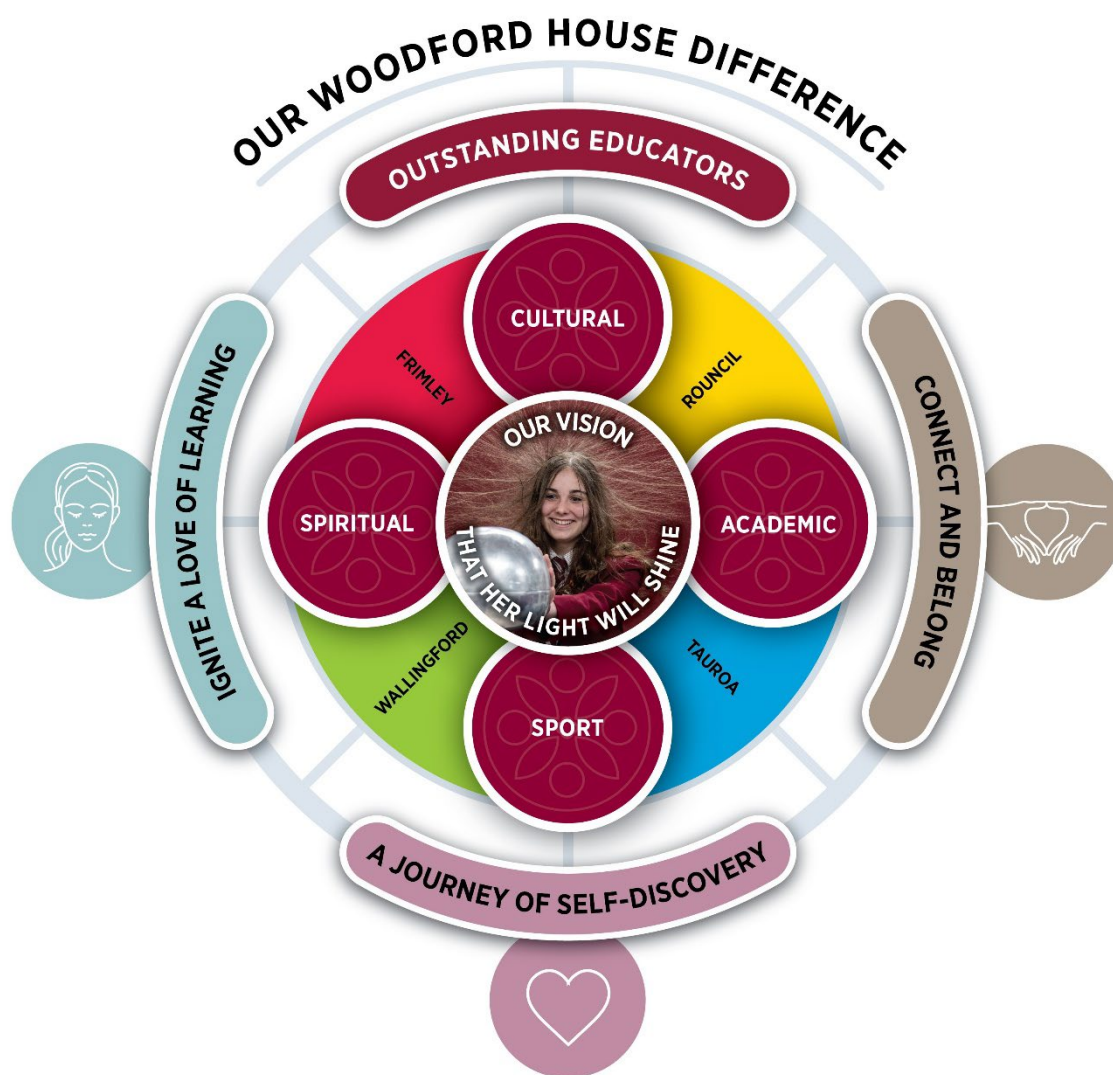 OUR WOODFORD HOUSE DIFFERENCE
OUTSTANDING EDUCATORS
CULTURAL
FRIMLEY
ROUNCIL
IGNITE A LOVE OF LEARNING
SPIRITUAL
OUR VISION
THAT HER LIGHT WILL SHINE
ACADEMIC
CONNECT AND BELONG
WALLINGFORD
TAUROA
SPORT
A JOURNEY OF SELF-DISCOVERY